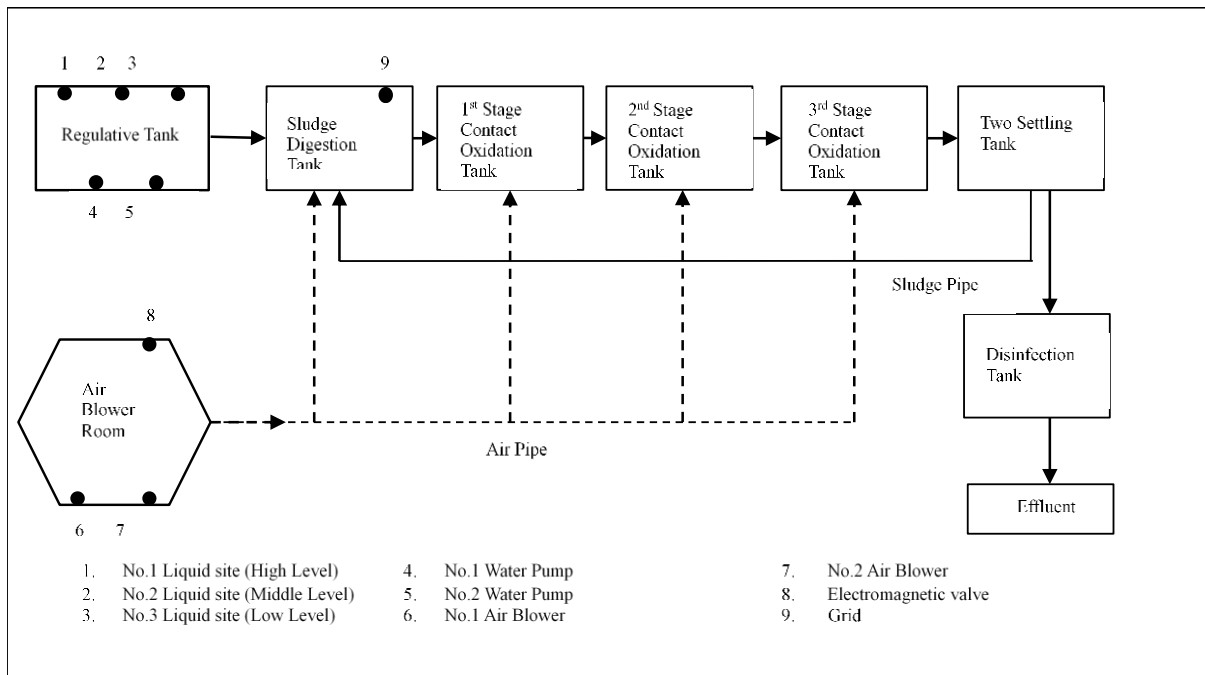 1 2 3
9
Regulative Tank
Sludge
Digestion
Tank
1st Stage
Contact
Oxidation
Tank
2nd Stage
Contact
Oxidation
Tank
3rd Stage
Contact
Oxidation
Tank
Two Settling
Tank
4 5
Sludge Pipe
8
Air
Blower
Room
Disinfection
Tank
Air Pipe
Effluent
6 7
1. No.1 Liquid site (High Level)
2. No.2 Liquid site (Middle Level)
3. No.3 Liquid site (Low Level)
4. No.1 Water Pump
5. No.2 Water Pump
6. No.1 Air Blower
7. No.2 Air Blower
8. Electromagnetic valve
9. Grid